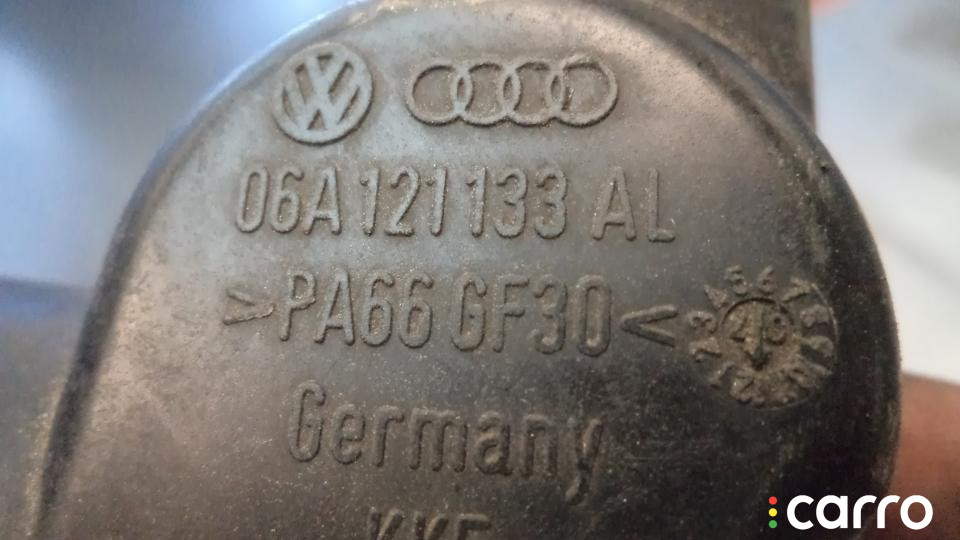 06A 121 133 AL
>PA66 GF30<
Germany
carro